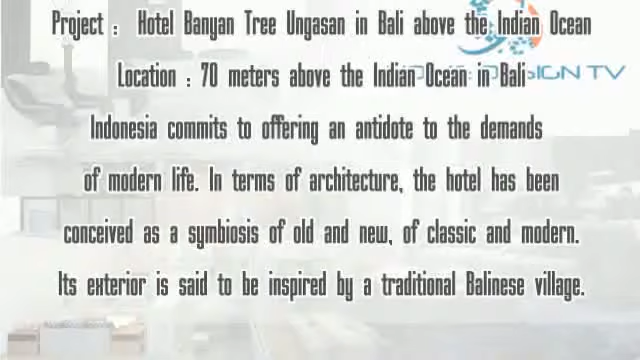 Project : Hotel Banyan Tree Ungasan in Bali above the Indian Ocean
Location : 70 meters above the Indian Ocean in Bali
SIGN TV
Indonesia commits to offering an antidote to the demands
of modern life. In terms of architecture, the hotel has been
conceived as a symbiosis of old and new, of classic and modern.
Its exterior is said to be inspired by a traditional Balinese village.